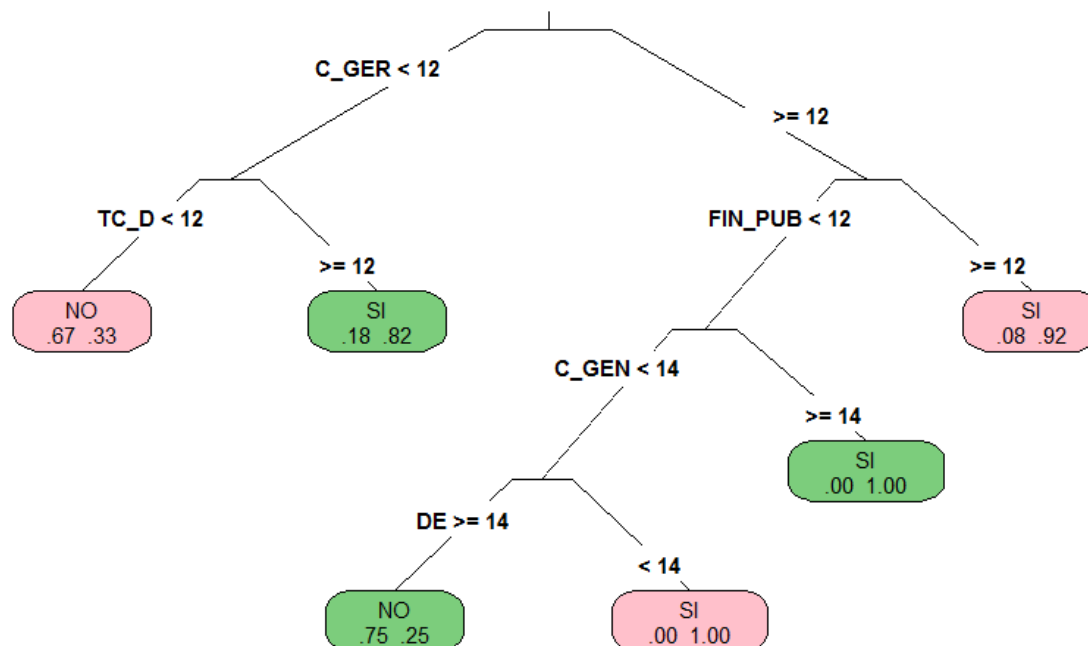 C_GER < 12
>= 12
TC_D < 12
FIN_PUB < 12
>= 12
>= 12
NO
.67 .33
SI
.18 .82
SI
.08 .92
C_GEN < 14
>= 14
SI
.00 1.00
DE >= 14
< 14
NO
.75 .25
SI
.00 1.00